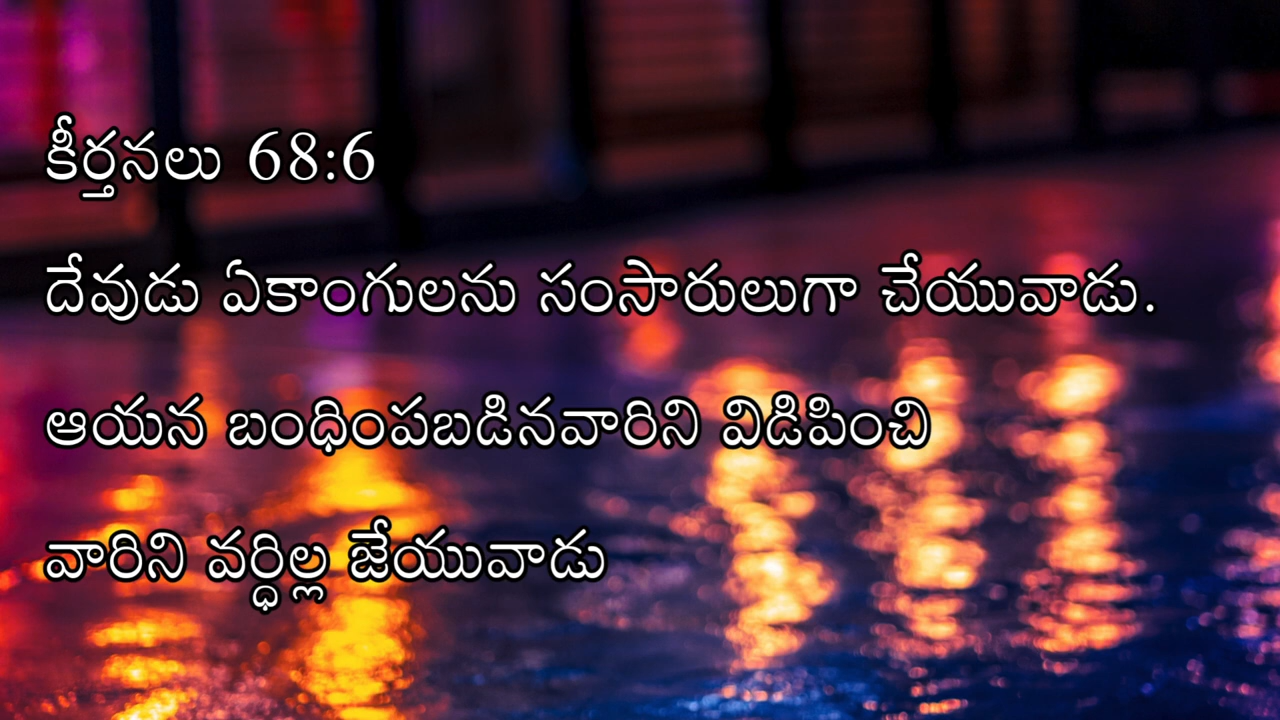 కీర్తనలు 68:6
దేవుడు ఏకాంగులను సంసారులుగా చేయువాడు.
ఆయన బంధింపబడినవారిని విడిపించి
వారిని వర్ధిల్ల జేయువాడు